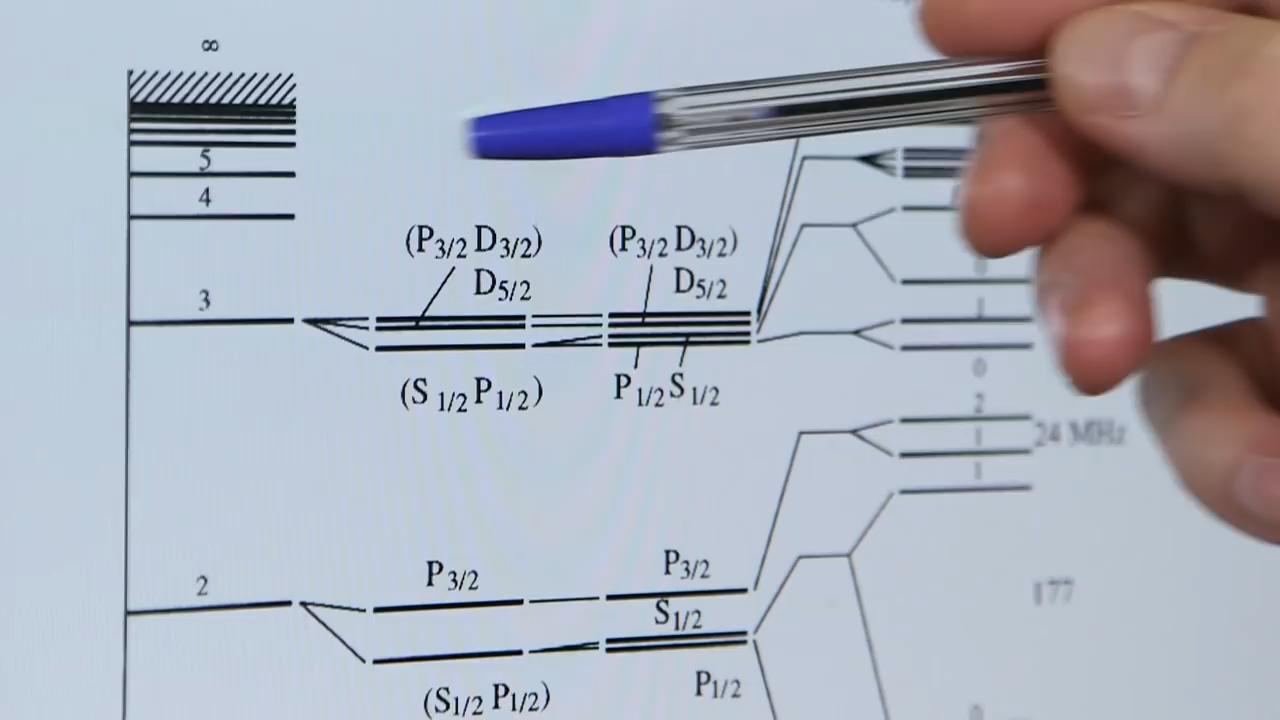 ∞
5
4
(P3/2 D3/2) (P3/2 D3/2)
D5/2 D5/2
3
1
0
(S 1/2 P1/2) P1/2 S 1/2
2
1 24 MHz
1
P3/2 P3/2
2
177
S1/2
(S1/2 P1/2) P1/2